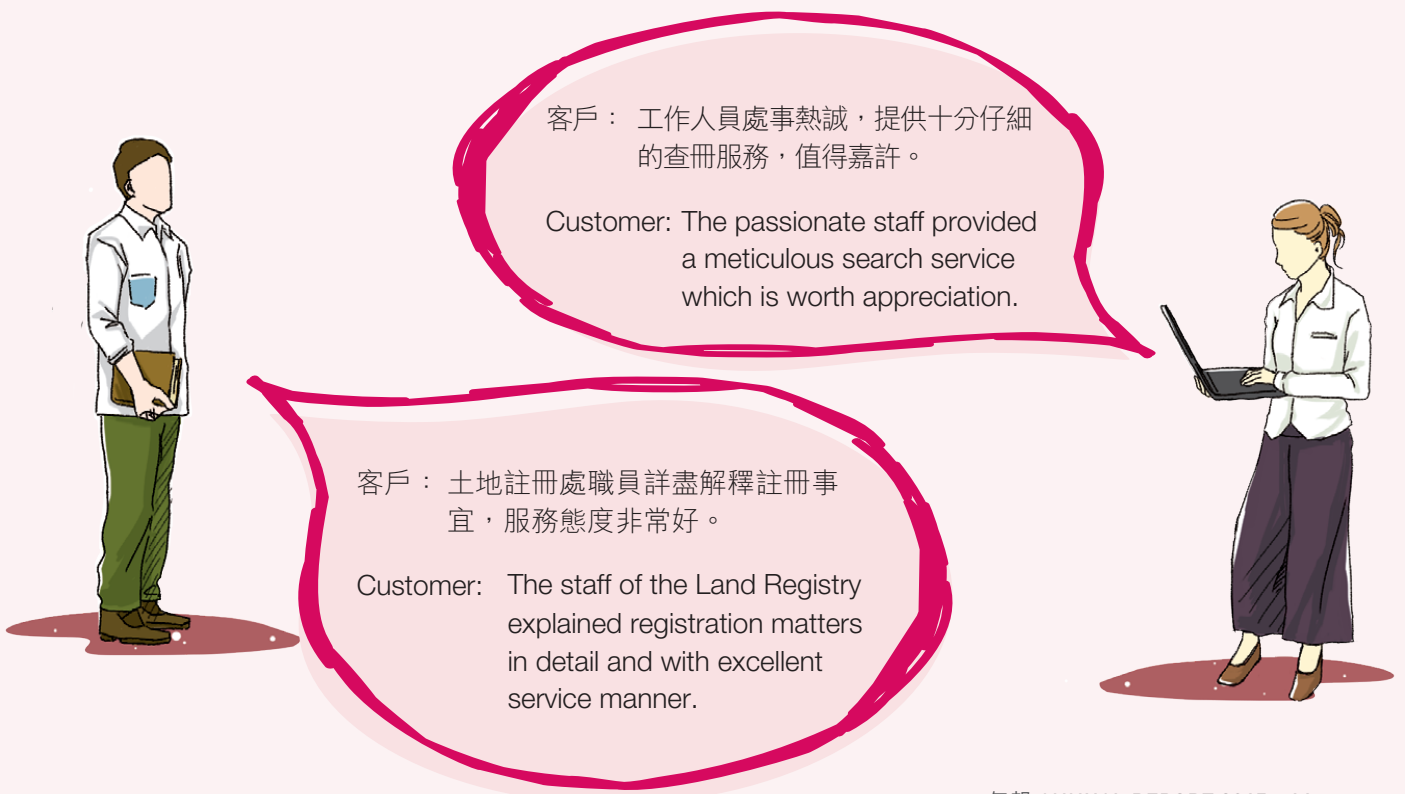 客戶： 工作人員處事熱誠，提供十分仔細
的查冊服務，值得嘉許。
Customer: The passionate staff provided
a meticulous search service
which is worth appreciation.
客戶： 土地註冊處職員詳盡解釋註冊事
宜，服務態度非常好。
Customer: The staff of the Land Registry
explained registration matters
in detail and with excellent
service manner.